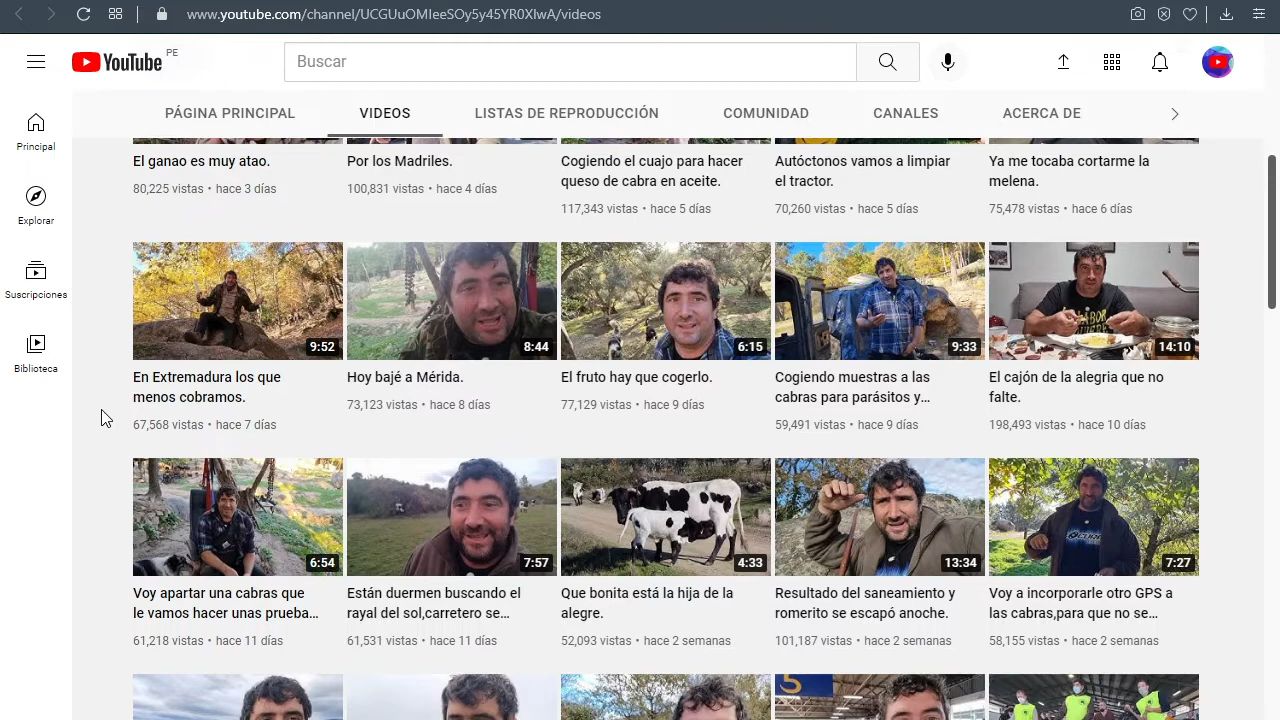 www.youtube.com/channel/UCGUuOMIeeSOy5y45YR0XIwA/videos
YouTube PE
Buscar
PÁGINA PRINCIPAL
VIDEOS
LISTAS DE REPRODUCCIÓN
COMUNIDAD
CANALES
ACERCA DE
Principal
Explorar
Suscripciones
Biblioteca
El ganao es muy atao.
80,225 vistas • hace 3 días
Por los Madriles.
100,831 vistas • hace 4 días
Cogiendo el cuajo para hacer
queso de cabra en aceite.
117,343 vistas • hace 5 días
Autóctonos vamos a limpiar
el tractor.
70,260 vistas • hace 5 días
Ya me tocaba cortarme la
melena.
75,478 vistas • hace 6 días
9:52
En Extremadura los que
menos cobramos.
67,568 vistas • hace 7 días
8:44
Hoy bajé a Mérida.
73,123 vistas • hace 8 días
6:15
El fruto hay que cogerlo.
77,129 vistas • hace 9 días
9:33
Cogiendo muestras a las
cabras para parásitos y…
59,491 vistas • hace 9 días
14:10
El cajón de la alegria que no
falte.
198,493 vistas • hace 10 días
6:54
Voy apartar una cabras que
le vamos hacer unas prueba…
61,218 vistas • hace 11 días
7:57
Están duermen buscando el
rayal del sol,carretero se…
61,531 vistas • hace 11 días
4:33
Que bonita está la hija de la
alegre.
52,093 vistas • hace 2 semanas
13:34
Resultado del saneamiento y
romerito se escapó anoche.
101,187 vistas • hace 2 semanas
7:27
Voy a incorporarle otro GPS a
las cabras,para que no se…
58,155 vistas • hace 2 semanas
5